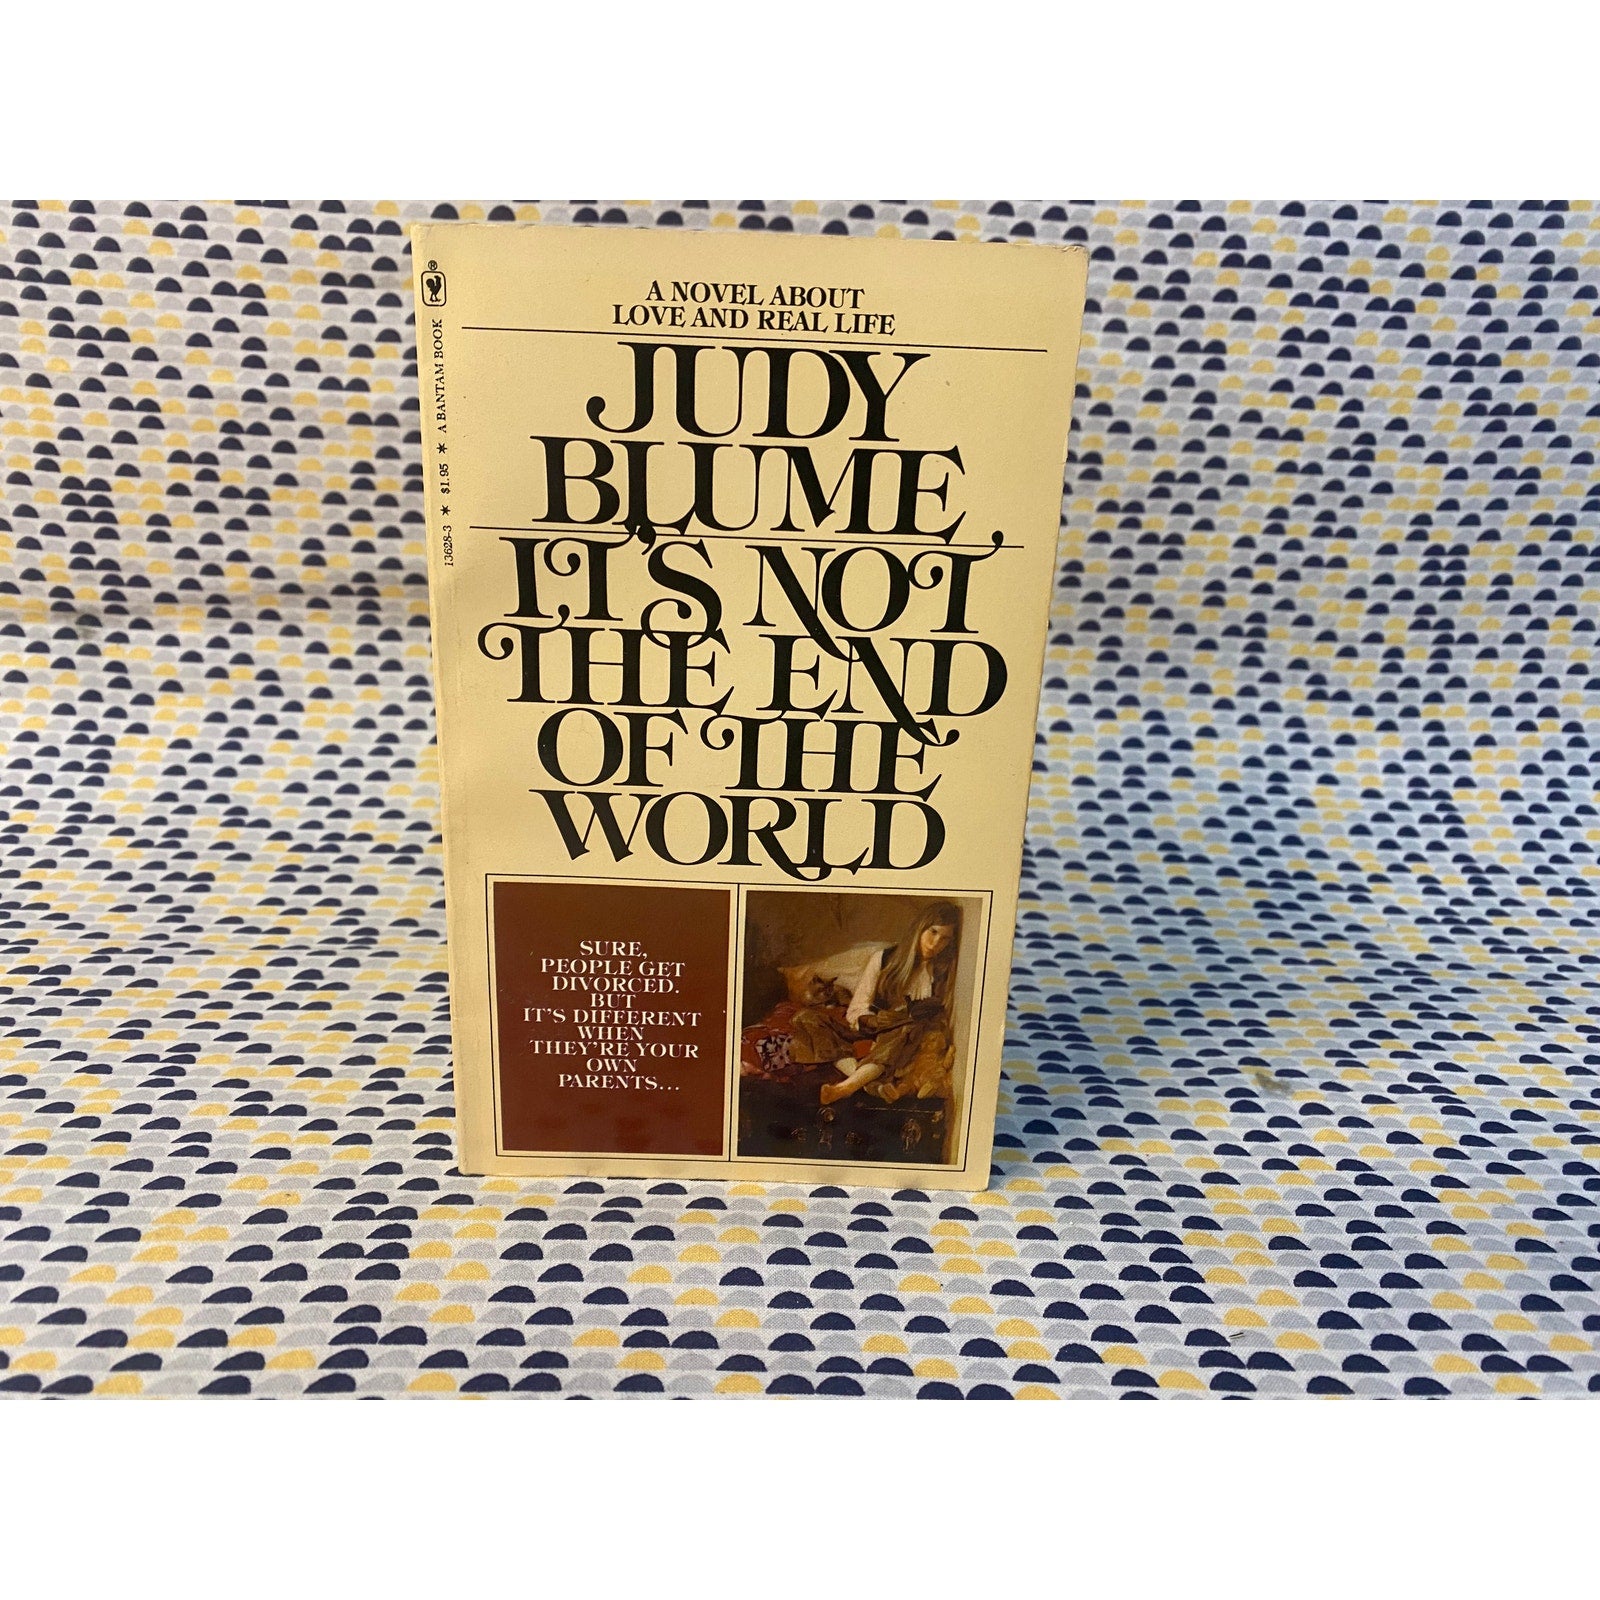 A NOVEL ABOUT
LOVE AND REAL LIFE
JUDY
BLUME
IT'S NOT
THE END
OF THE
WORLD
SURE,
PEOPLE GET
DIVORCED.
BUT
IT'S DIFFERENT
WHEN
THEY'RE YOUR
OWN
PARENTS...
13628-3 * $1.95 * A BANTAM BOOK ®